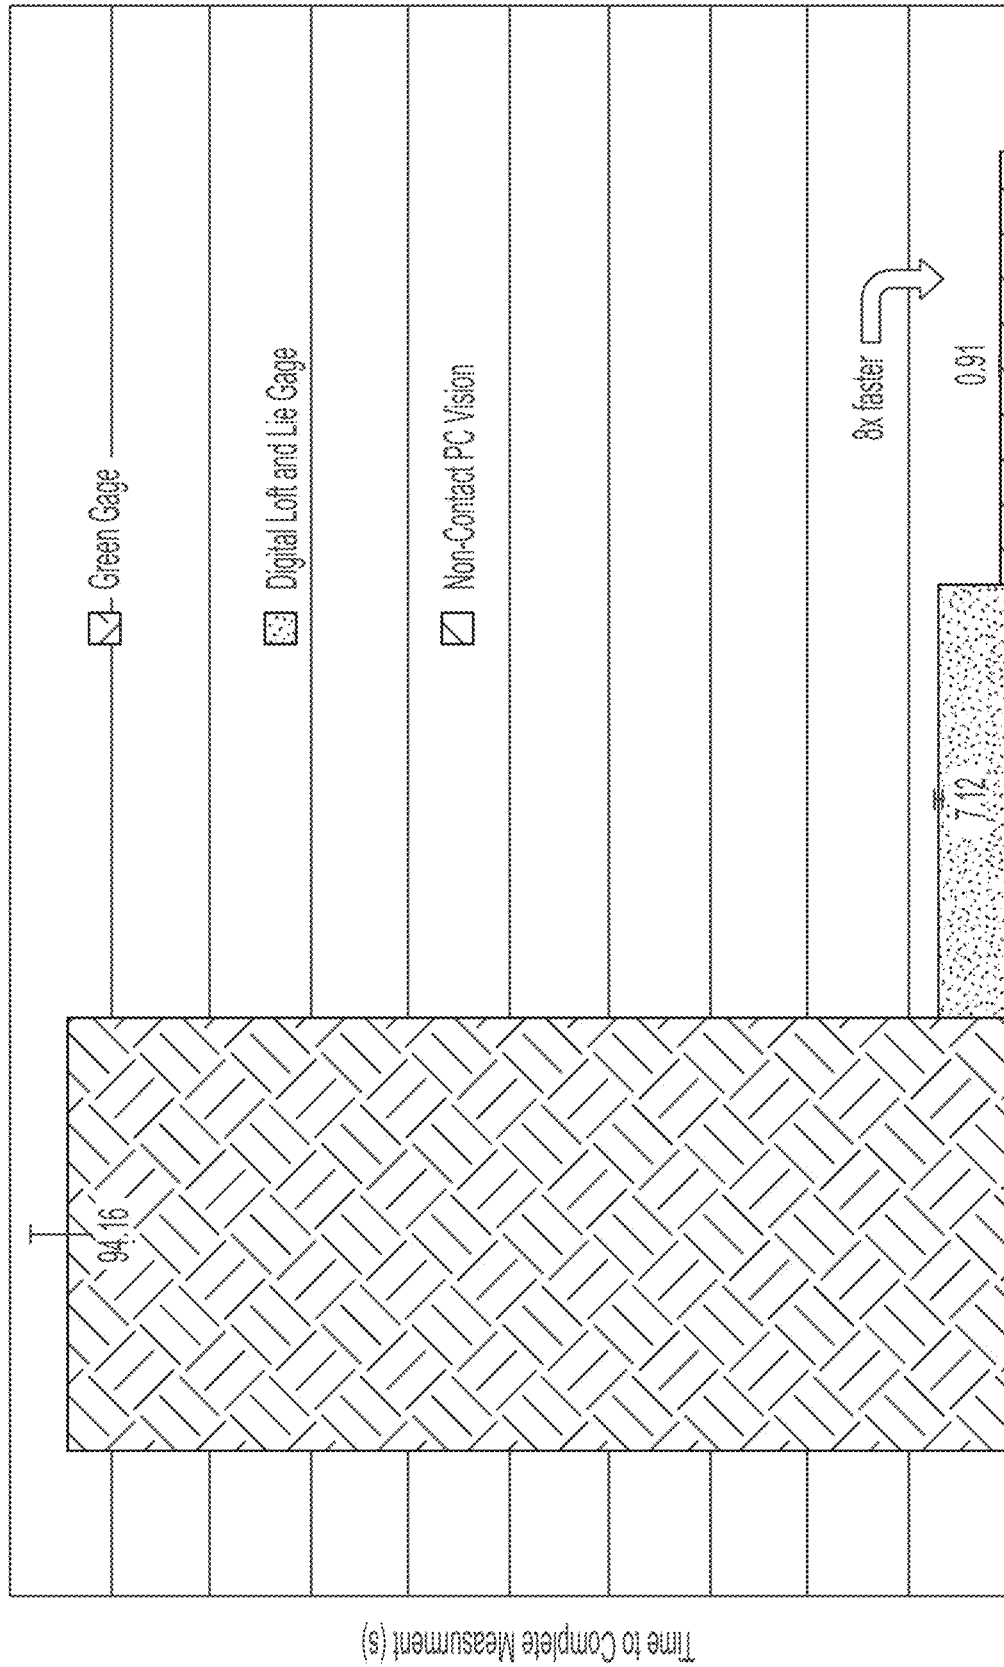 Time to Complete Measurment (s)
94.16
7.12
0.91
8x faster
Green Gage
Digital Loft and Lie Gage
Non-Contact PC Vision